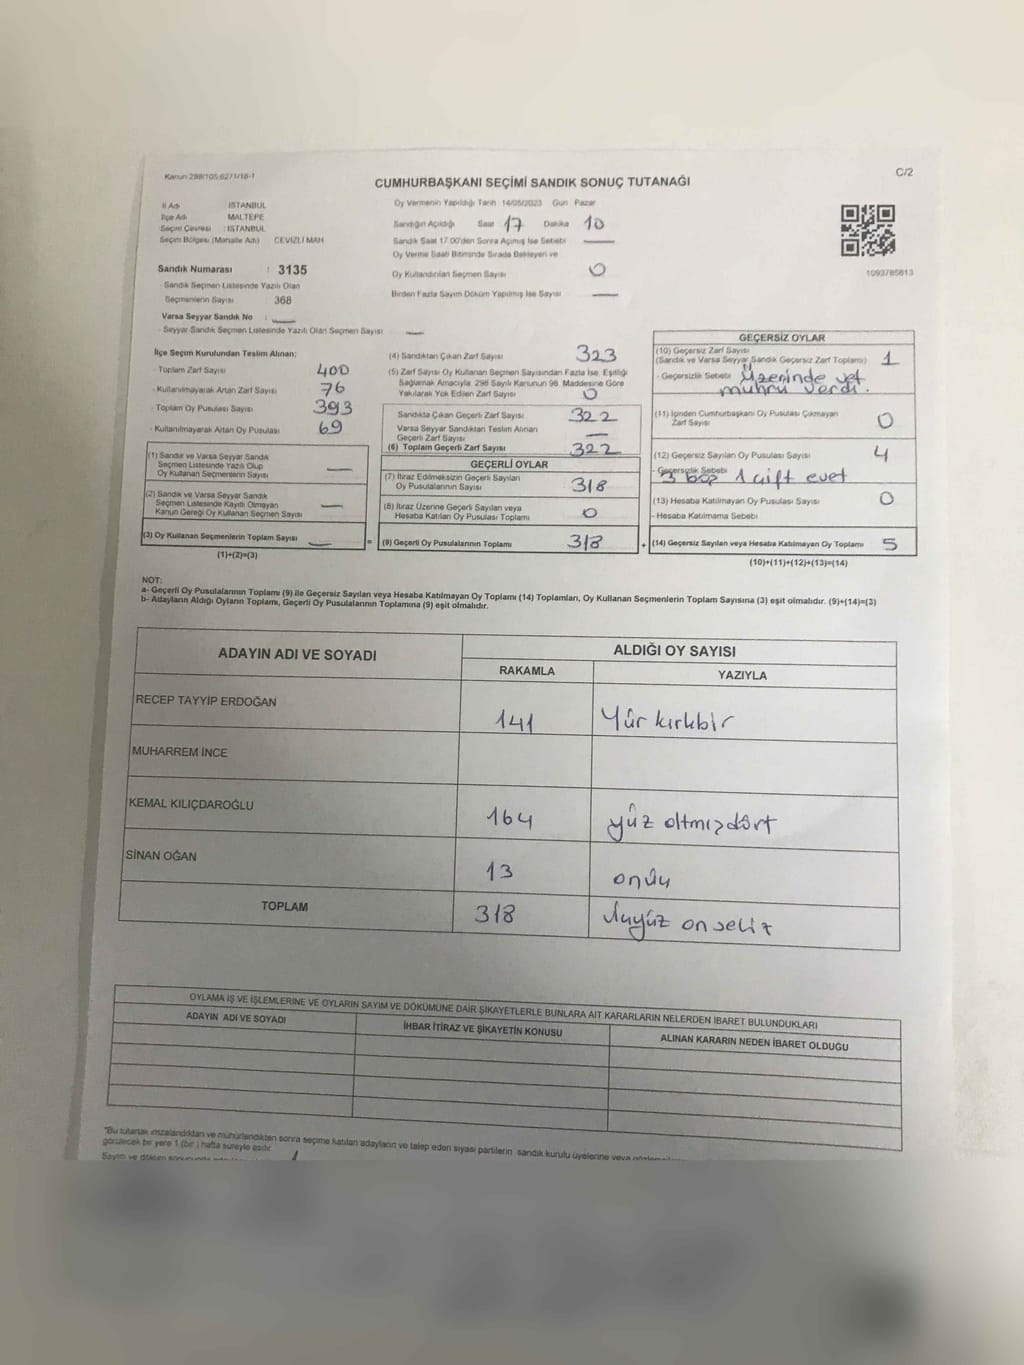 Kanun 298/105.6271/18-1
C/2
CUMHURBAŞKANI SEÇİMİ SANDIK SONUÇ TUTANAĞI
İl Adı : İSTANBUL
İlçe Adı MALTEPE
Seçim Çevresi : İSTANBUL
Seçim Bölgesi (Mahalle Adı) CEVİZLİ MAH
Sandık Numarası : 3135
- Sandık Seçmen Listesinde Yazılı Olan
Seçmenlerin Sayısı : 368
Varsa Seyyar Sandık No : —
- Seyyar Sandık Seçmen Listesinde Yazılı Olan Seçmen Sayısı —
Oy Vermenin Yapıldığı Tarih 14/05/2023 Gün : Pazar
Sandığın Açıldığı Saat 17 Dakika 10
Sandık Saat 17.00'den Sonra Açılmış İse Sebebi —
Oy Verme Saati Bitiminde Sırada Bekleyen ve
Oy Kullandırılan Seçmen Sayısı 0
Birden Fazla Sayım Döküm Yapılmış İse Sayısı —
1093785613
İlçe Seçim Kurulundan Teslim Alınan;
- Toplam Zarf Sayısı 400
- Kullanılmayarak Artan Zarf Sayısı 76
- Toplam Oy Pusulası Sayısı 393
- Kullanılmayarak Artan Oy Pusulası 69
(1) Sandık ve Varsa Seyyar Sandık
Seçmen Listesinde Yazılı Olup
Oy Kullanan Seçmenlerin Sayısı —
(2) Sandık ve Varsa Seyyar Sandık
Seçmen Listesinde Kayıtlı Olmayan
Kanun Gereği Oy Kullanan Seçmen Sayısı —
(3) Oy Kullanan Seçmenlerin Toplam Sayısı —
(1)+(2)=(3)
(4) Sandıktan Çıkan Zarf Sayısı 323
(5) Zarf Sayısı Oy Kullanan Seçmen Sayısından Fazla İse, Eşitliği
Sağlamak Amacıyla, 298 Sayılı Kanunun 98. Maddesine Göre
Yakılarak Yok Edilen Zarf Sayısı 0
Sandıkta Çıkan Geçerli Zarf Sayısı 322
Varsa Seyyar Sandıktan Teslim Alınan
Geçerli Zarf Sayısı —
(6) Toplam Geçerli Zarf Sayısı 322
GEÇERLİ OYLAR
(7) İtiraz Edilmeksizin Geçerli Sayılan
Oy Pusulalarının Sayısı 318
(8) İtiraz Üzerine Geçerli Sayılan veya
Hesaba Katılan Oy Pusulası Toplamı 0
= (9) Geçerli Oy Pusulalarının Toplamı 318
GEÇERSİZ OYLAR
(10) Geçersiz Zarf Sayısı
(Sandık ve Varsa Seyyar Sandık Geçersiz Zarf Toplamı) 1
- Geçersizlik Sebebi Üzerinde
mührü verdi.
(11) İçinden Cumhurbaşkanı Oy Pusulası Çıkmayan
Zarf Sayısı 0
(12) Geçersiz Sayılan Oy Pusulası Sayısı 4
- Geçersizlik Sebebi
3 boş 1 çift evet
(13) Hesaba Katılmayan Oy Pusulası Sayısı 0
- Hesaba Katılmama Sebebi
+ (14) Geçersiz Sayılan veya Hesaba Katılmayan Oy Toplamı 5
(10)+(11)+(12)+(13)=(14)
NOT:
a- Geçerli Oy Pusulalarının Toplamı (9) ile Geçersiz Sayılan veya Hesaba Katılmayan Oy Toplamı (14) Toplamları, Oy Kullanan Seçmenlerin Toplam Sayısına (3) eşit olmalıdır. (9)+(14)=(3)
b- Adayların Aldığı Oyların Toplamı, Geçerli Oy Pusulalarının Toplamına (9) eşit olmalıdır.
ADAYIN ADI VE SOYADI
ALDIĞI OY SAYISI
RAKAMLA YAZIYLA
RECEP TAYYİP ERDOĞAN 141 Yüz kırkbir
MUHARREM İNCE
KEMAL KILIÇDAROĞLU 164 yüz altmışdört
SİNAN OĞAN 13 onüç
TOPLAM 318 üçyüz onsekiz
OYLAMA İŞ VE İŞLEMLERİNE VE OYLARIN SAYIM VE DÖKÜMÜNE DAİR ŞİKAYETLERLE BUNLARA AİT KARARLARIN NELERDEN İBARET BULUNDUKLARI
ADAYIN ADI VE SOYADI İHBAR İTİRAZ VE ŞİKAYETİN KONUSU ALINAN KARARIN NEDEN İBARET OLDUĞU
"Bu tutanak imzalandıktan ve mühürlendikten sonra seçime katılan adayların ve talep eden siyasi partilerin sandık kurulu üyelerine veya
görülecek bir yere 1 (bir) hafta süreyle asılır
Sayım ve döküm sonucunda